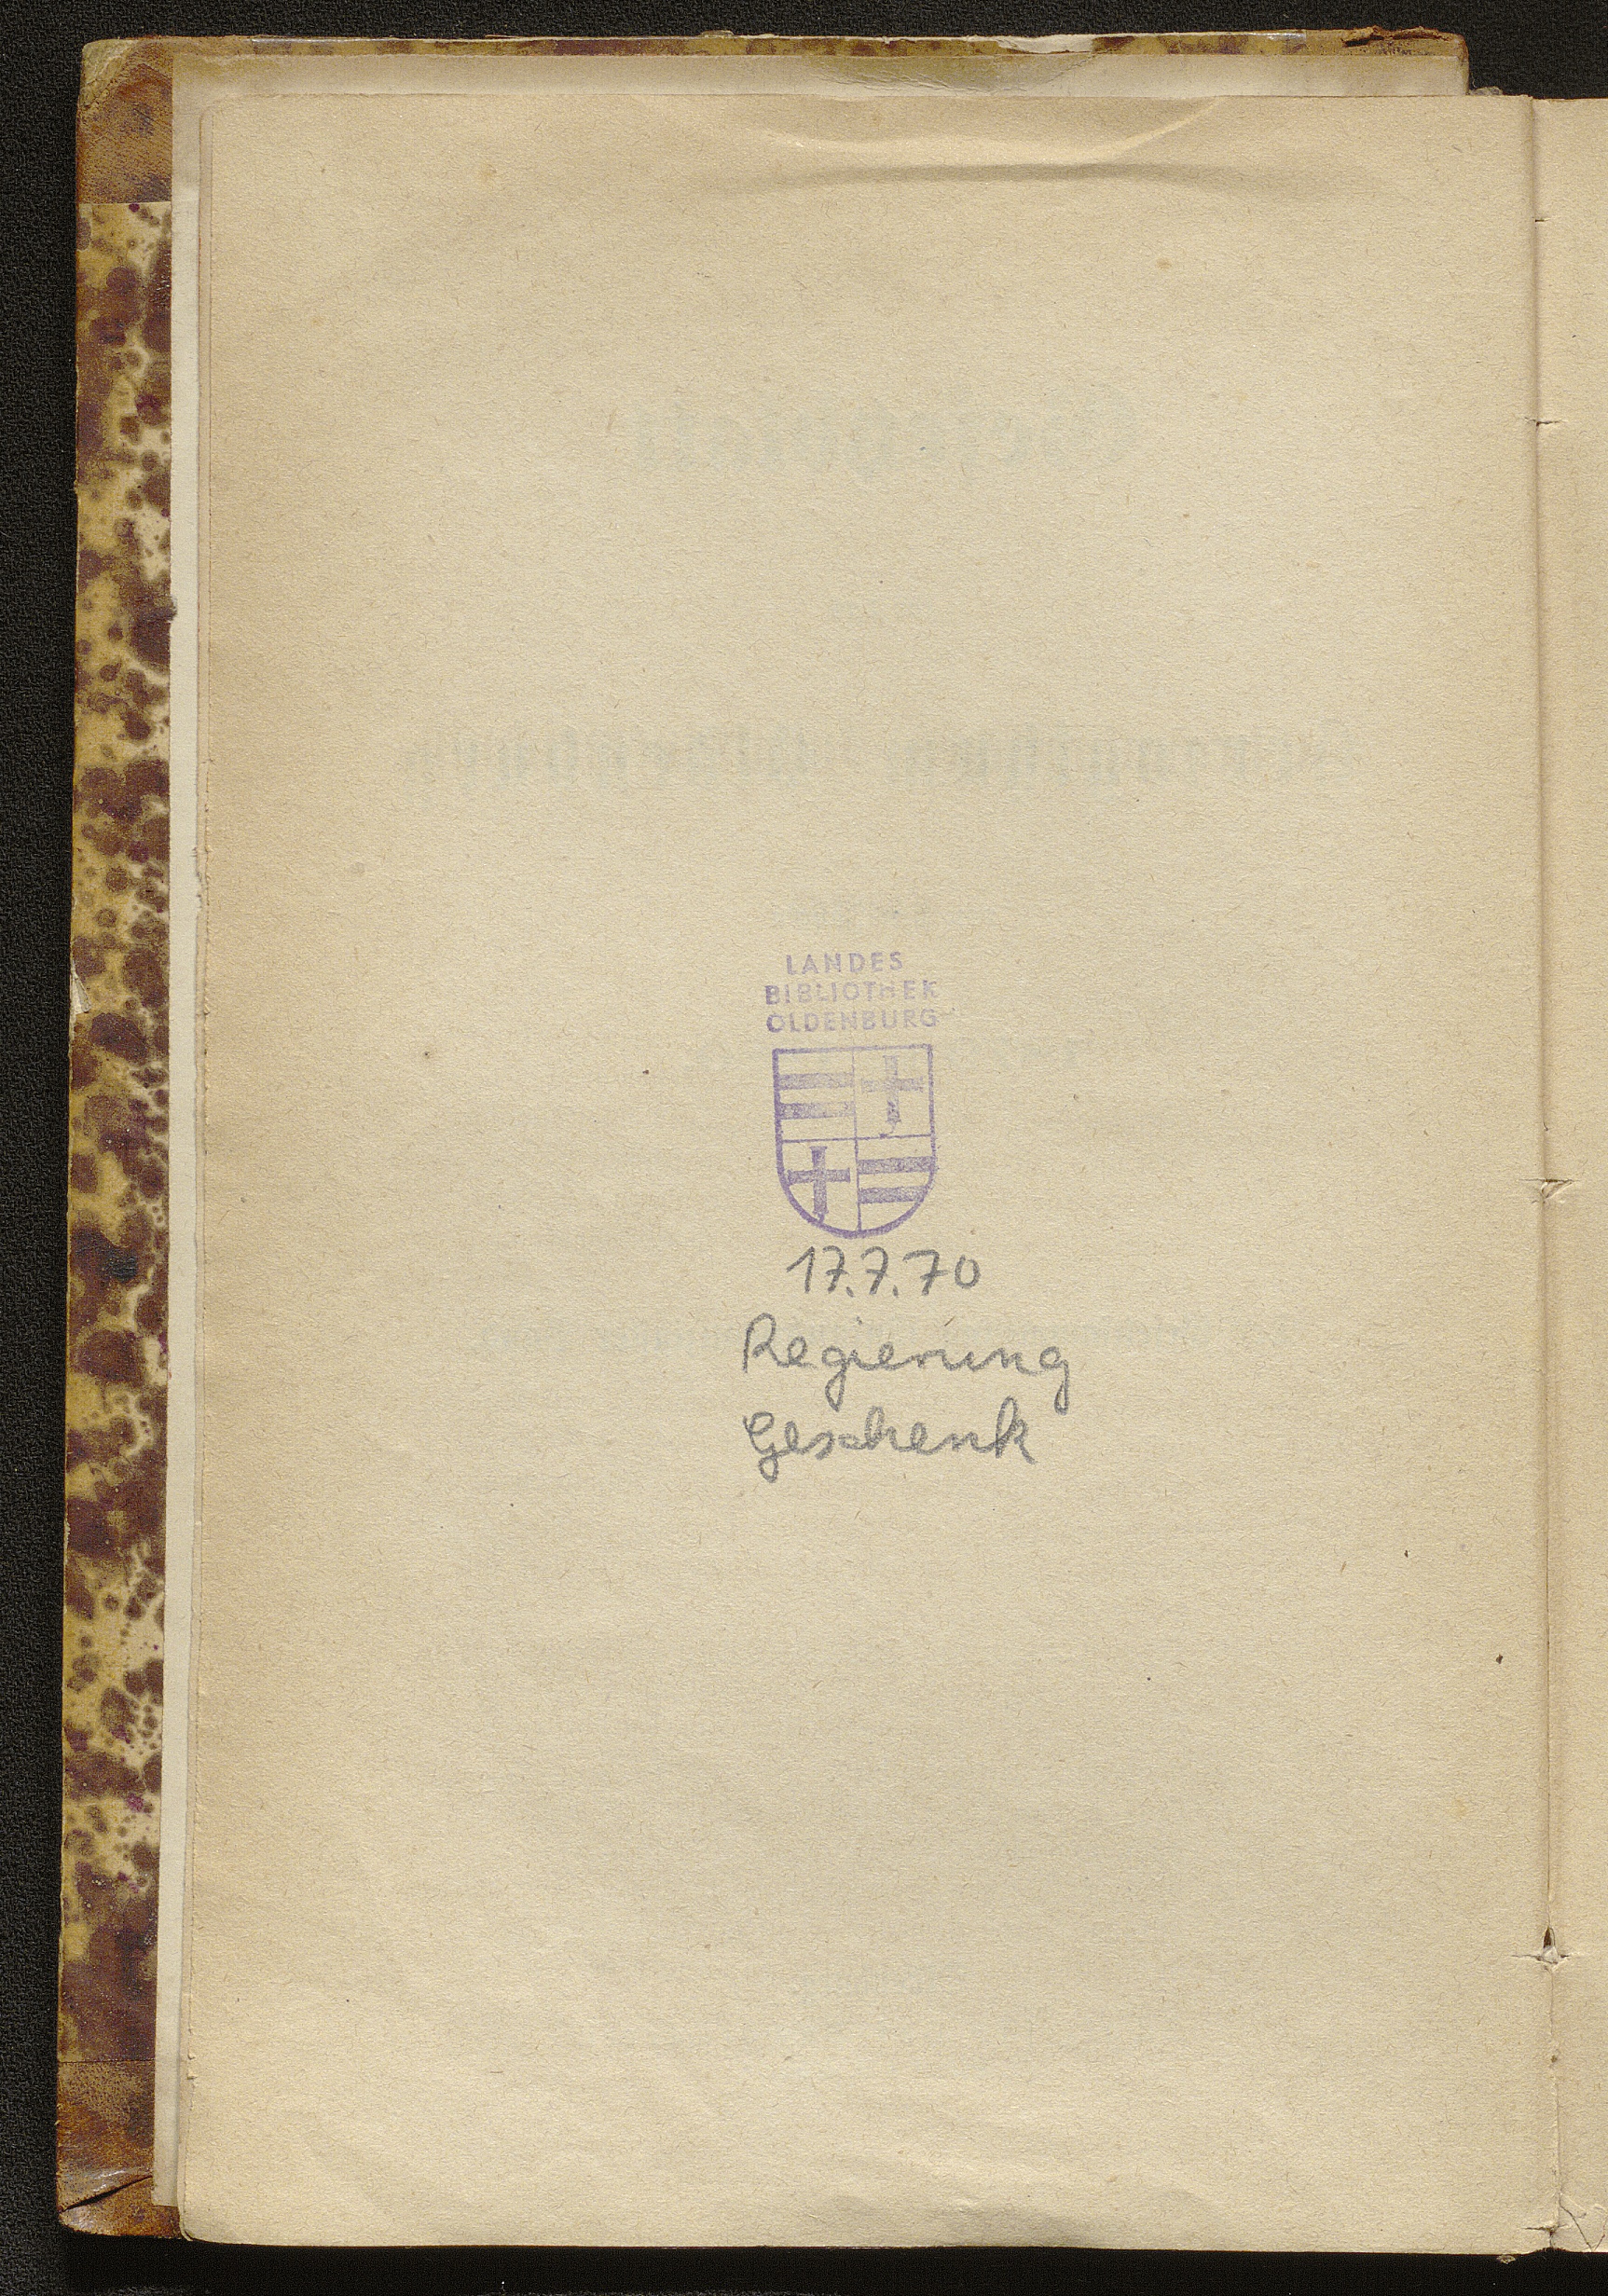 LANDES
BIBLIOTHEK
OLDENBURG
17.7.70
Regierung
Geschenk